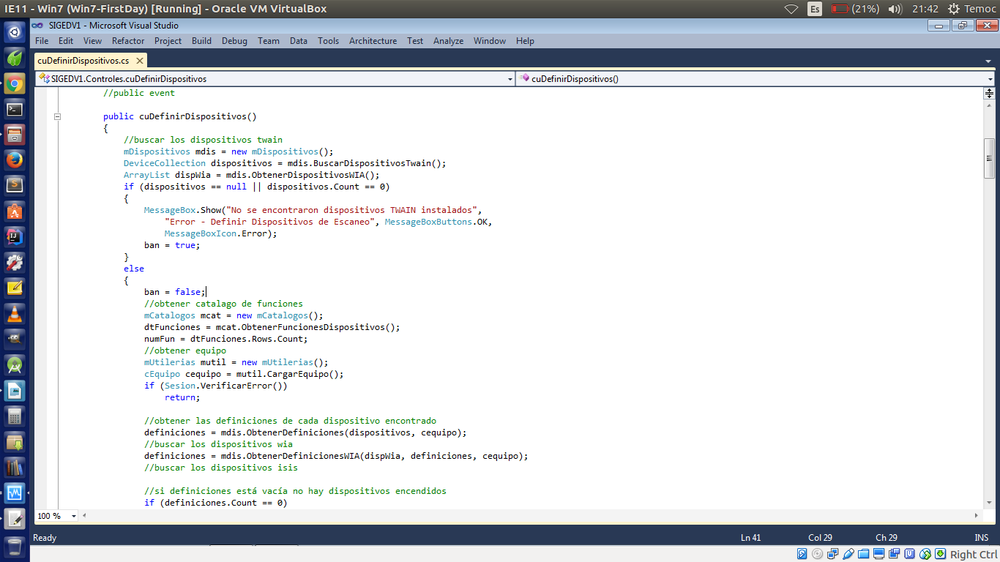 IE11 - Win7 (Win7-FirstDay) [Running] - Oracle VM VirtualBox
Es (21%) 21:42 Temoc
SIGEDV1 - Microsoft Visual Studio
File Edit View Refactor Project Build Debug Team Data Tools Architecture Test Analyze Window Help
cuDefinirDispositivos.cs
SIGEDV1.Controles.cuDefinirDispositivos
cuDefinirDispositivos()
//public event
public cuDefinirDispositivos()
{
//buscar los dispositivos twain
mDispositivos mdis = new mDispositivos();
DeviceCollection dispositivos = mdis.BuscarDispositivosTwain();
ArrayList dispWia = mdis.ObtenerDispositivosWIA();
if (dispositivos == null || dispositivos.Count == 0)
{
MessageBox.Show("No se encontraron dispositivos TWAIN instalados",
"Error - Definir Dispositivos de Escaneo", MessageBoxButtons.OK,
MessageBoxIcon.Error);
ban = true;
}
else
{
ban = false;
//obtener catalago de funciones
mCatalogos mcat = new mCatalogos();
dtFunciones = mcat.ObtenerFuncionesDispositivos();
numFun = dtFunciones.Rows.Count;
//obtener equipo
mUtilerias mutil = new mUtilerias();
cEquipo cequipo = mutil.CargarEquipo();
if (Sesion.VerificarError())
return;
//obtener las definiciones de cada dispositivo encontrado
definiciones = mdis.ObtenerDefiniciones(dispositivos, cequipo);
//buscar los dispositivos wia
definiciones = mdis.ObtenerDefinicionesWIA(dispWia, definiciones, cequipo);
//buscar los dispositivos isis
//si definiciones está vacía no hay dispositivos encendidos
if (definiciones.Count == 0)
100 %
Ready Ln 41 Col 29 Ch 29 INS
Right Ctrl